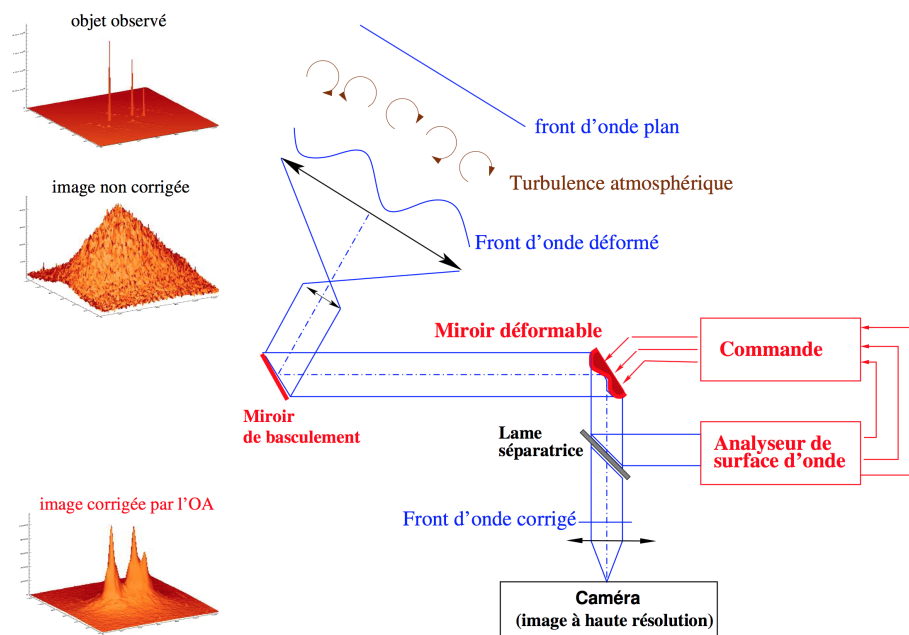 objet observé
front d'onde plan
Turbulence atmosphérique
image non corrigée
Front d'onde déformé
Miroir déformable
Commande
Miroir
de basculement
Lame
séparatrice
Analyseur de
surface d'onde
image corrigée par l'OA
Front d'onde corrigé
Caméra
(image à haute résolution)